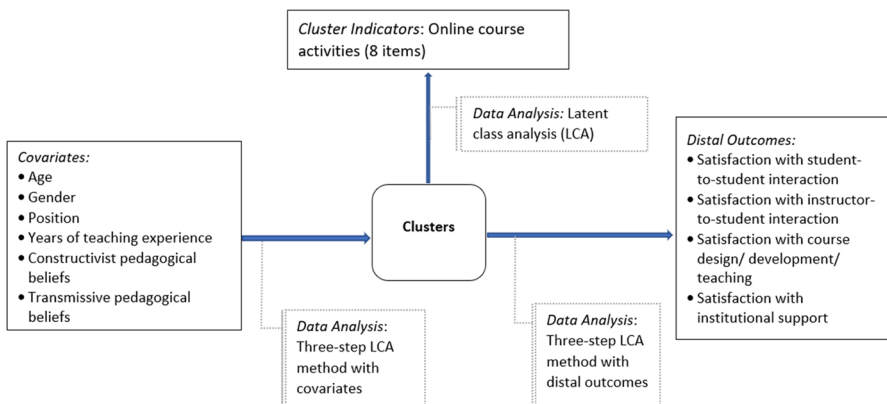 Cluster Indicators: Online course
activities (8 items)
Data Analysis: Latent
class analysis (LCA)
Covariates:
• Age
• Gender
• Position
• Years of teaching experience
• Constructivist pedagogical
beliefs
• Transmissive pedagogical
beliefs
Clusters
Distal Outcomes:
• Satisfaction with student-
to-student interaction
• Satisfaction with instructor-
to-student interaction
• Satisfaction with course
design/ development/
teaching
• Satisfaction with
institutional support
Data Analysis:
Three-step LCA
method with
covariates
Data Analysis:
Three-step LCA
method with
distal outcomes